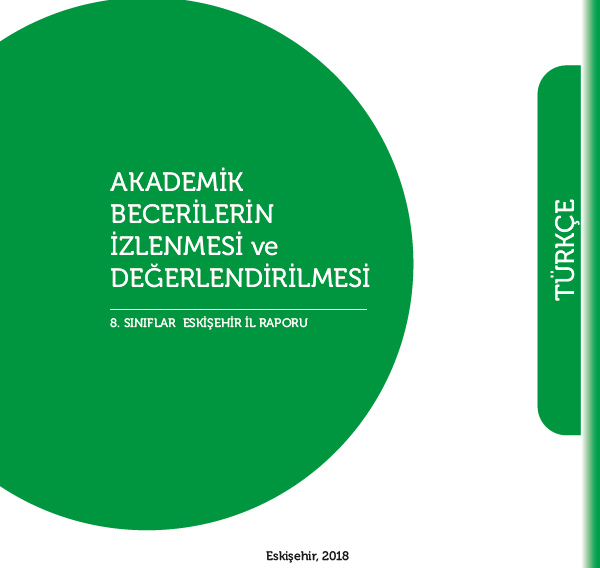 AKADEMİK
BECERİLERİN
İZLENMESİ ve
DEĞERLENDİRİLMESİ
8. SINIFLAR ESKİŞEHİR İL RAPORU
TÜRKÇE
Eskişehir, 2018